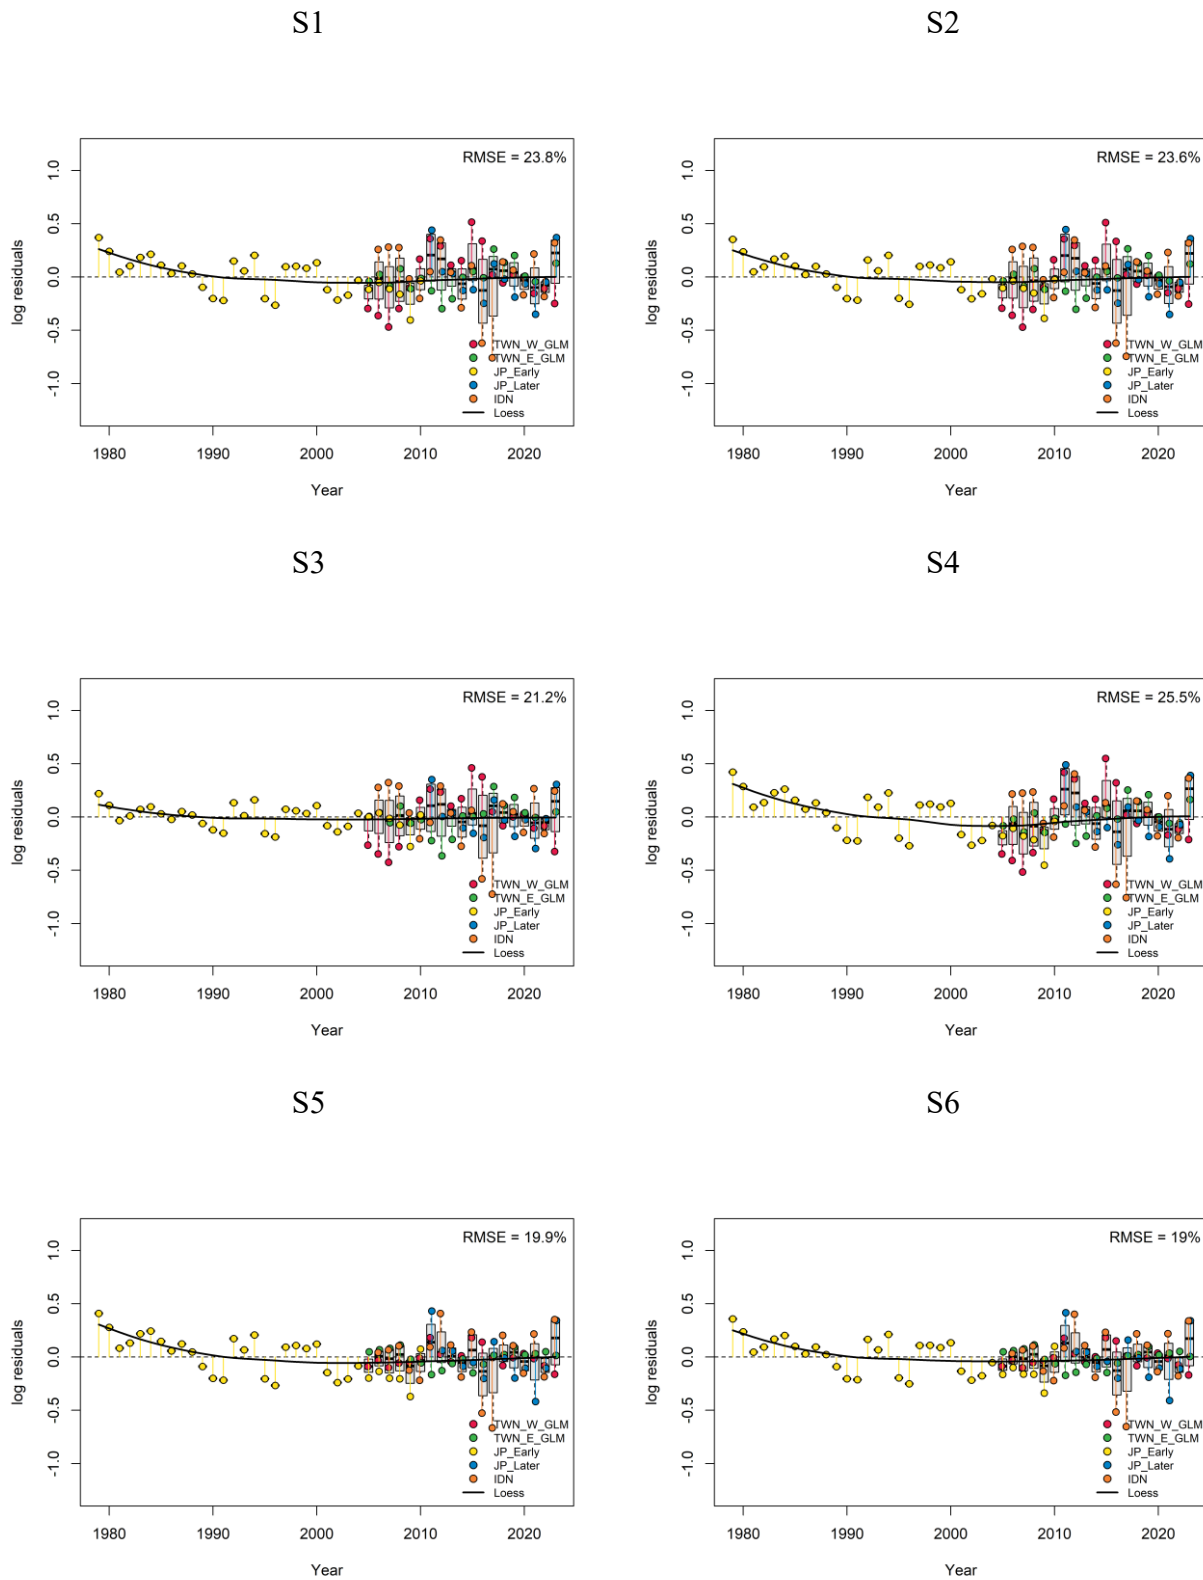 S1
S2
RMSE = 23.8%
log residuals
1.0
0.5
0.0
-0.5
-1.0
TWN_W_GLM
TWN_E_GLM
JP_Early
JP_Later
IDN
Loess
1980 1990 2000 2010 2020
Year
RMSE = 23.6%
log residuals
1.0
0.5
0.0
-0.5
-1.0
TWN_W_GLM
TWN_E_GLM
JP_Early
JP_Later
IDN
Loess
1980 1990 2000 2010 2020
Year
S3
S4
RMSE = 21.2%
log residuals
1.0
0.5
0.0
-0.5
-1.0
TWN_W_GLM
TWN_E_GLM
JP_Early
JP_Later
IDN
Loess
1980 1990 2000 2010 2020
Year
RMSE = 25.5%
log residuals
1.0
0.5
0.0
-0.5
-1.0
TWN_W_GLM
TWN_E_GLM
JP_Early
JP_Later
IDN
Loess
1980 1990 2000 2010 2020
Year
S5
S6
RMSE = 19.9%
log residuals
1.0
0.5
0.0
-0.5
-1.0
TWN_W_GLM
TWN_E_GLM
JP_Early
JP_Later
IDN
Loess
1980 1990 2000 2010 2020
Year
RMSE = 19%
log residuals
1.0
0.5
0.0
-0.5
-1.0
TWN_W_GLM
TWN_E_GLM
JP_Early
JP_Later
IDN
Loess
1980 1990 2000 2010 2020
Year